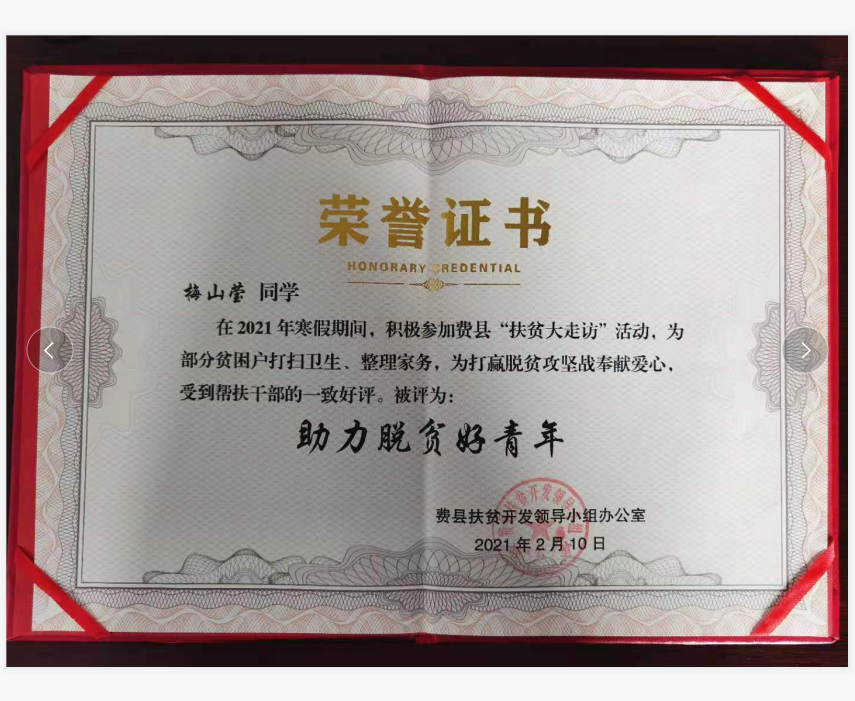 荣誉证书
HONORARY CREDENTIAL
梅山莹 同学
在2021年寒假期间，积极参加费县“扶贫大走访”活动，为
部分贫困户打扫卫生、整理家务，为打赢脱贫攻坚战奉献爱心，
受到帮扶干部的一致好评。被评为：
助力脱贫好青年
费县扶贫开发领导小组办公室
2021年2月10日